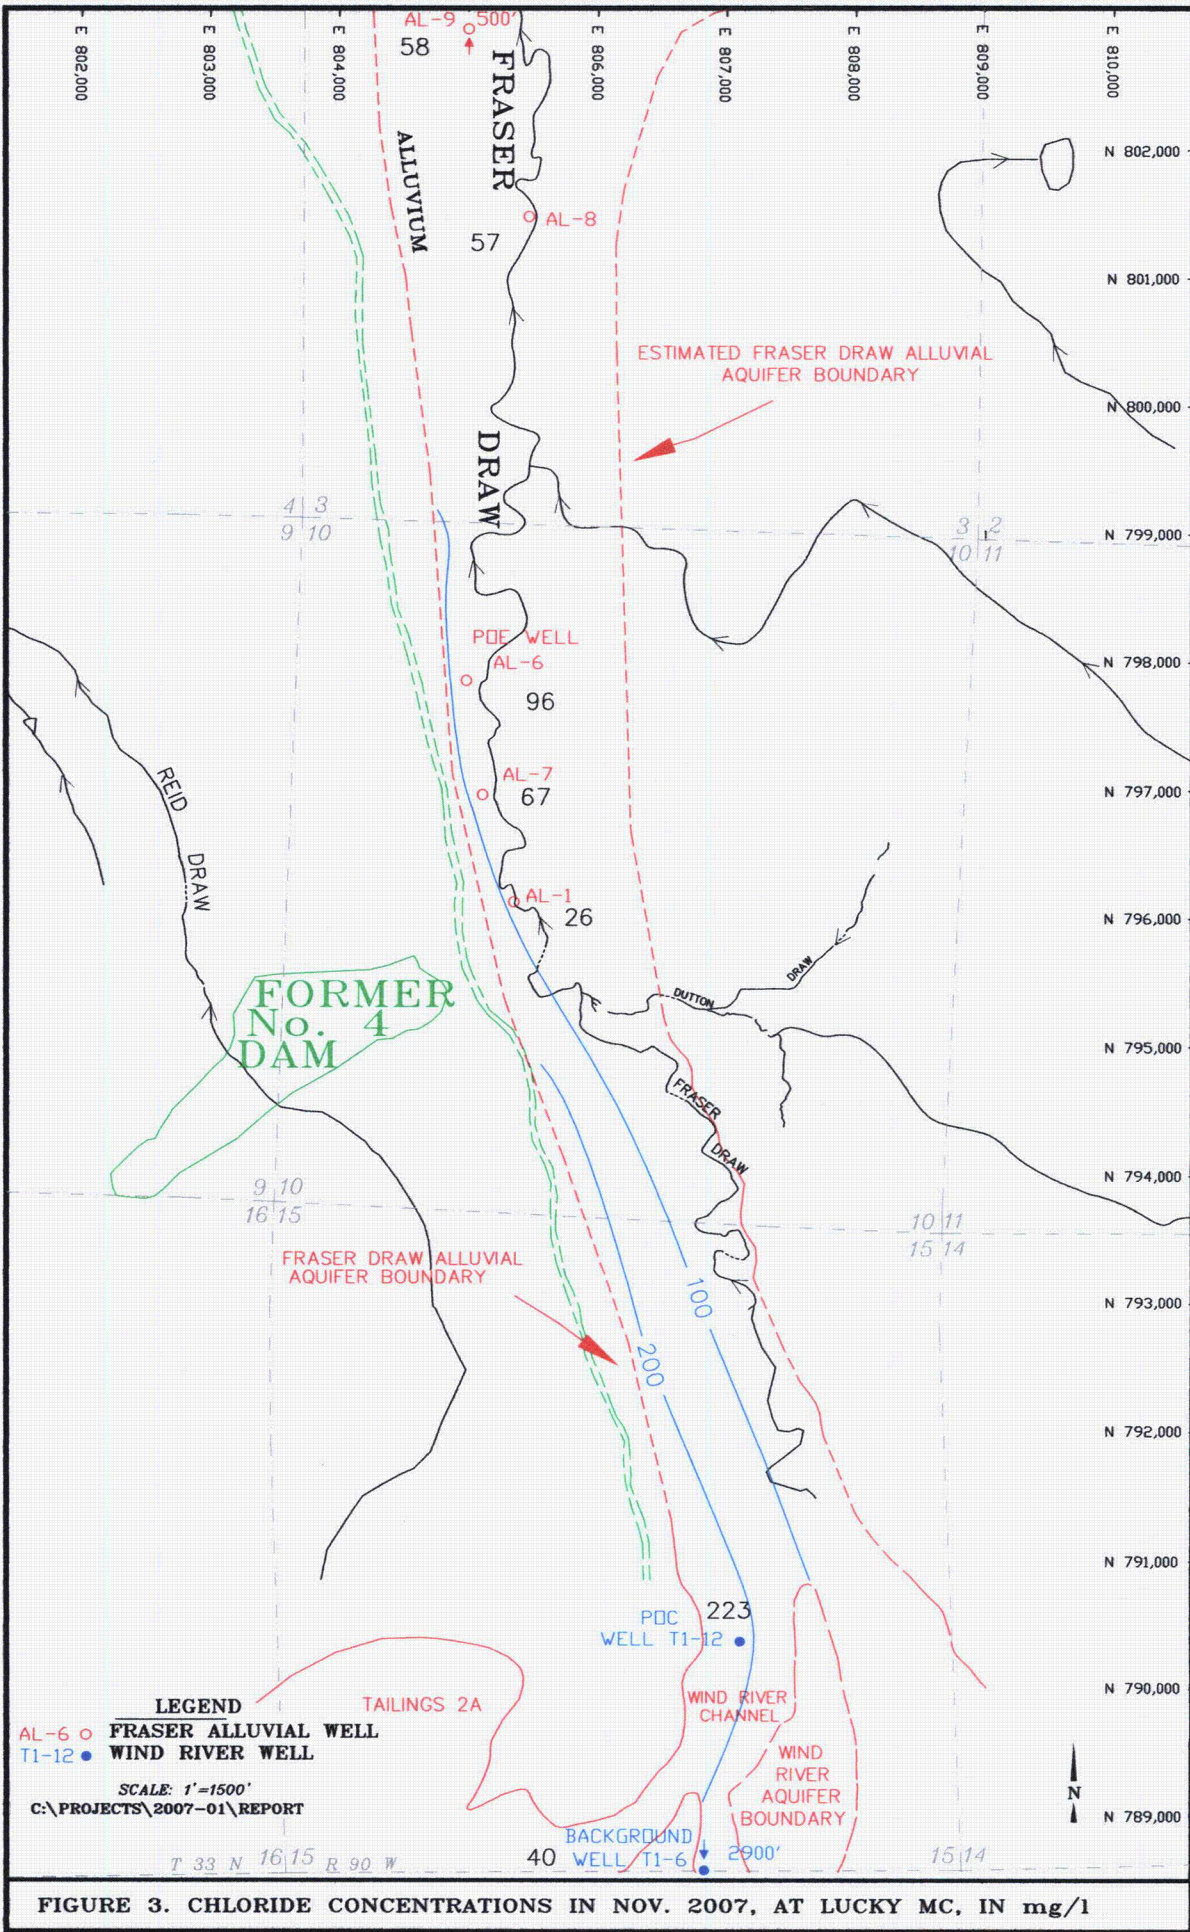 E 802,000
E 803,000
E 804,000
E 806,000
E 807,000
E 808,000
E 809,000
E 810,000
AL-9 500'
58
FRASER
ALLUVIUM
N 802,000
AL-8
57
N 801,000
ESTIMATED FRASER DRAW ALLUVIAL
AQUIFER BOUNDARY
N 800,000
DRAW
4 3
9 10
3 2
10 11
N 799,000
POE WELL
AL-6
96
N 798,000
REID
DRAW
AL-7
67
N 797,000
AL-1
26
N 796,000
DUTTON
DRAW
FORMER
No. 4
DAM
N 795,000
FRASER
DRAW
N 794,000
9 10
16 15
10 11
15 14
FRASER DRAW ALLUVIAL
AQUIFER BOUNDARY
100
N 793,000
200
N 792,000
N 791,000
POC
WELL T1-12
223
N 790,000
TAILINGS 2A
WIND RIVER
CHANNEL
WIND
RIVER
AQUIFER
BOUNDARY
LEGEND
AL-6 FRASER ALLUVIAL WELL
T1-12 WIND RIVER WELL
SCALE: 1'=1500'
C:\PROJECTS\2007-01\REPORT
N
N 789,000
BACKGROUND
WELL T1-6
2900'
40
T 33 N 16 15 R 90 W
15 14
FIGURE 3. CHLORIDE CONCENTRATIONS IN NOV. 2007, AT LUCKY MC, IN mg/l